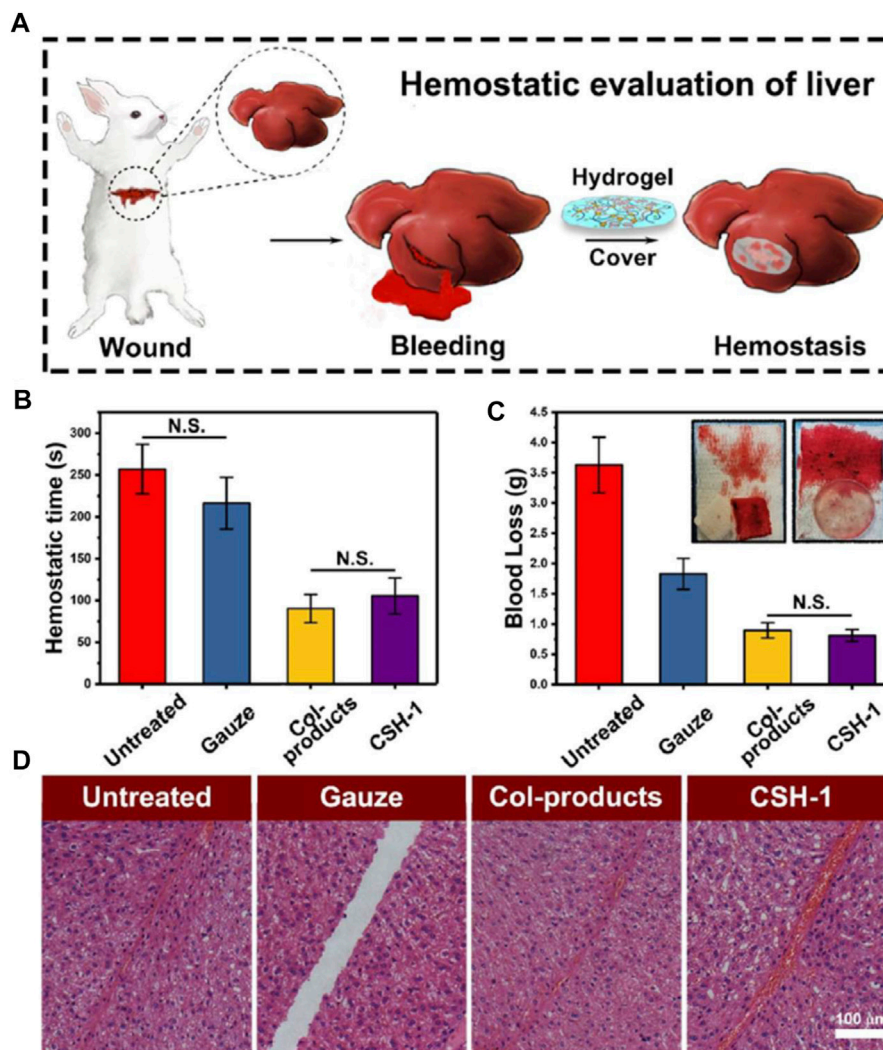 A
Hemostatic evaluation of liver
Hydrogel
Cover
Wound
Bleeding
Hemostasis
B
Hemostatic time (s)
300
250
200
150
100
50
0
N.S.
N.S.
Untreated
Gauze
Col-
products
CSH-1
C
Blood Loss (g)
4.5
4.0
3.5
3.0
2.5
2.0
1.5
1.0
0.5
0.0
N.S.
Untreated
Gauze
Col-
products
CSH-1
D
Untreated
Gauze
Col-products
CSH-1
100 μm